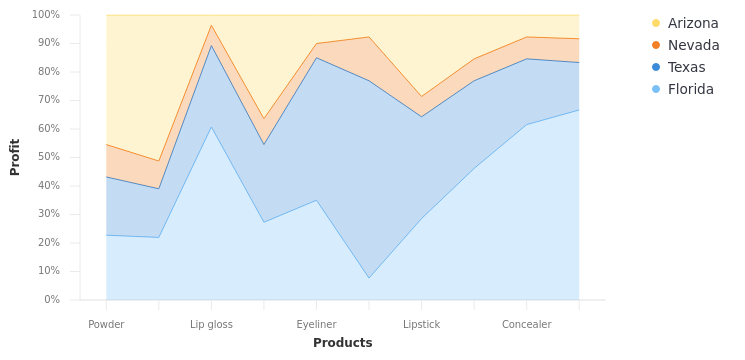 100%
90%
80%
70%
60%
50%
40%
30%
20%
10%
0%
Profit
Powder
Lip gloss
Eyeliner
Lipstick
Concealer
Products
Arizona
Nevada
Texas
Florida